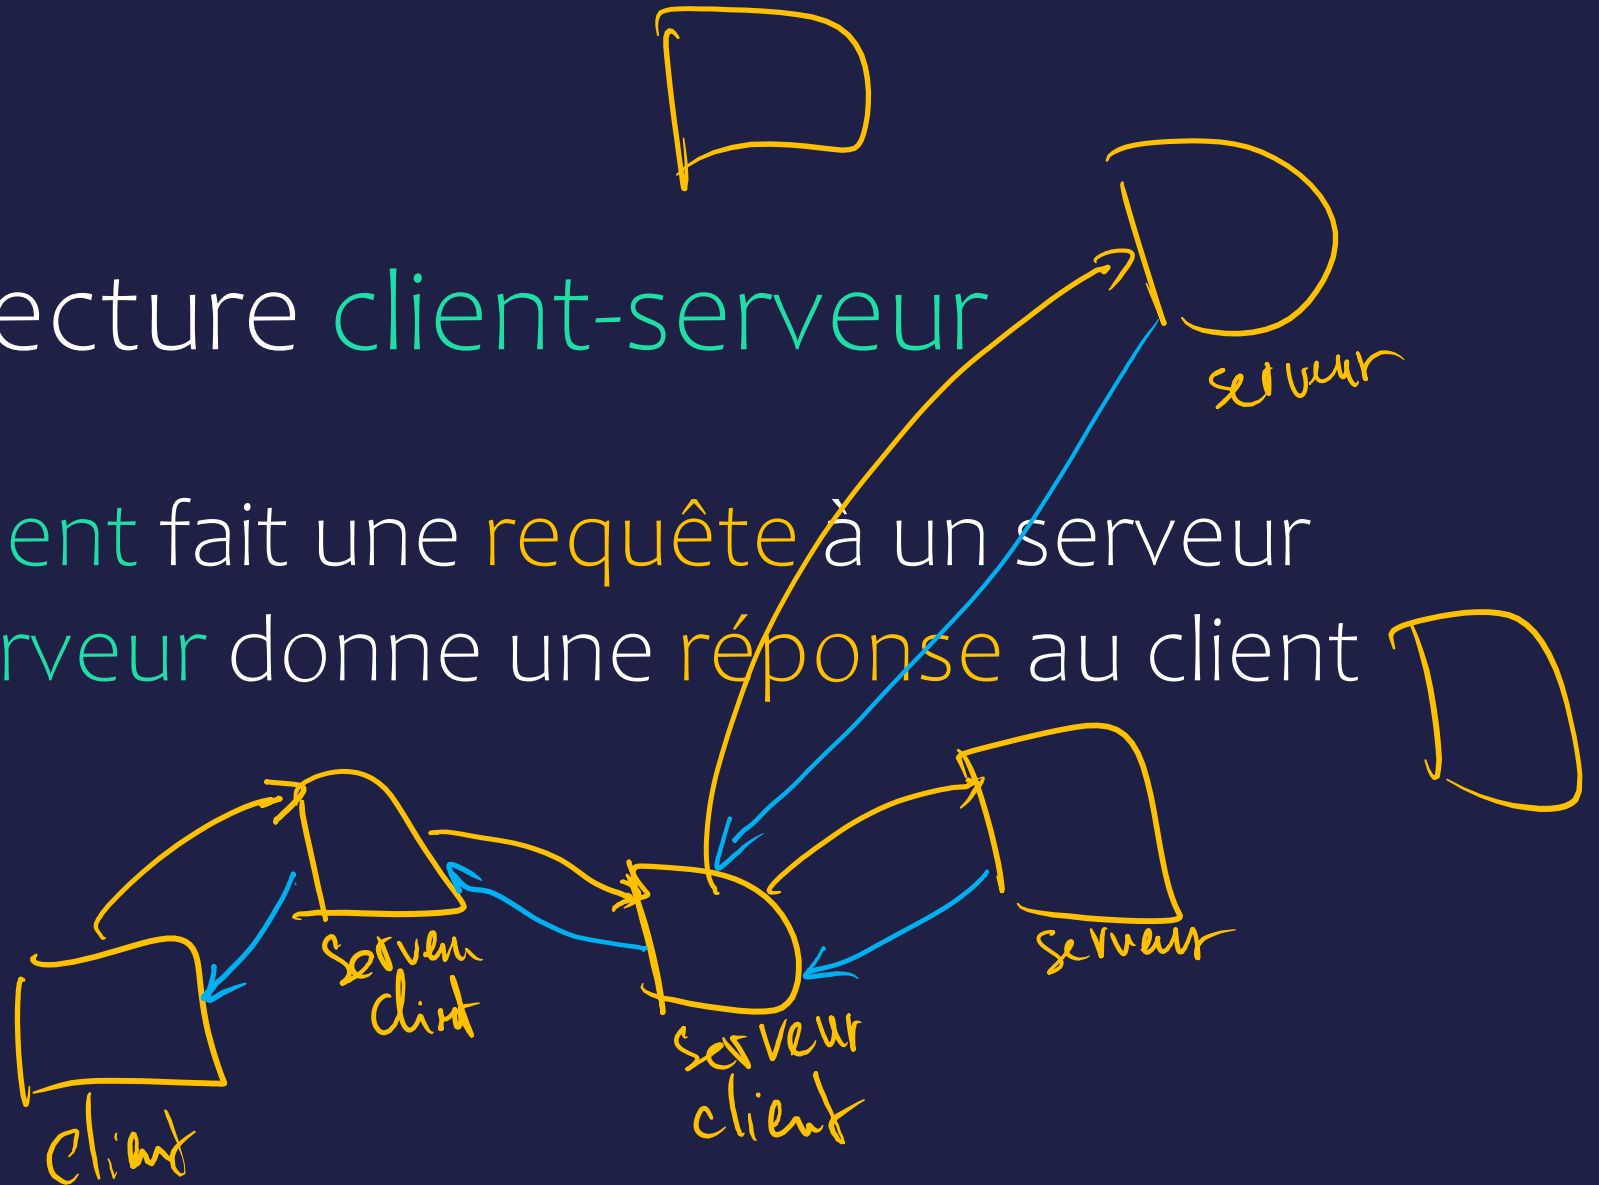 ecture client-serveur
serveur
ent fait une requête à un serveur
rveur donne une réponse au client
serveur
client
serveur
serveur
client
client